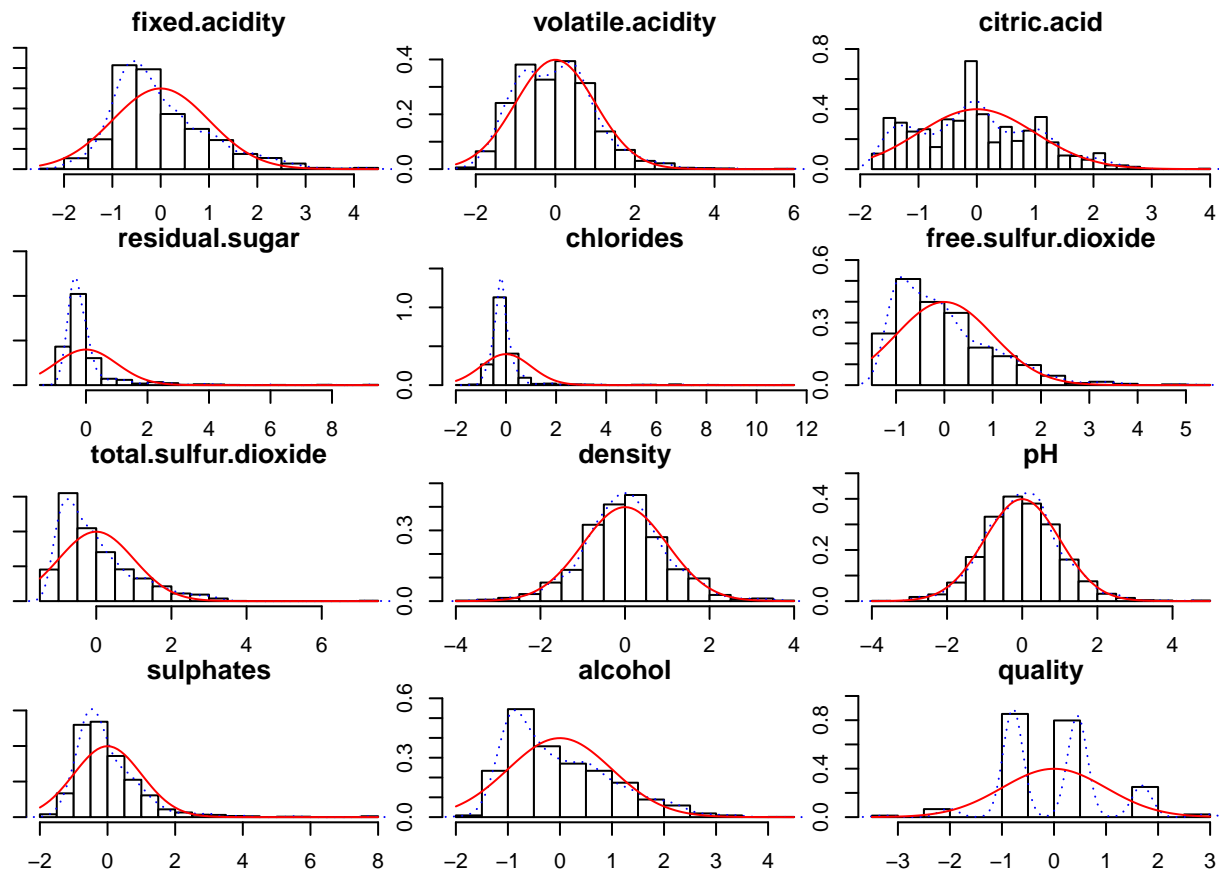 fixed.acidity
−2 −1 0 1 2 3 4
volatile.acidity
0.0 0.2 0.4
−2 0 2 4 6
citric.acid
0.0 0.4 0.8
−2 −1 0 1 2 3 4
residual.sugar
0 2 4 6 8
chlorides
0.0 1.0
−2 0 2 4 6 8 10 12
free.sulfur.dioxide
0.0 0.3 0.6
−1 0 1 2 3 4 5
total.sulfur.dioxide
0 2 4 6
density
0.0 0.3
−4 −2 0 2 4
pH
0.0 0.2 0.4
−4 −2 0 2 4
sulphates
−2 0 2 4 6 8
alcohol
0.0 0.3 0.6
−2 −1 0 1 2 3 4
quality
0.0 0.4 0.8
−3 −2 −1 0 1 2 3